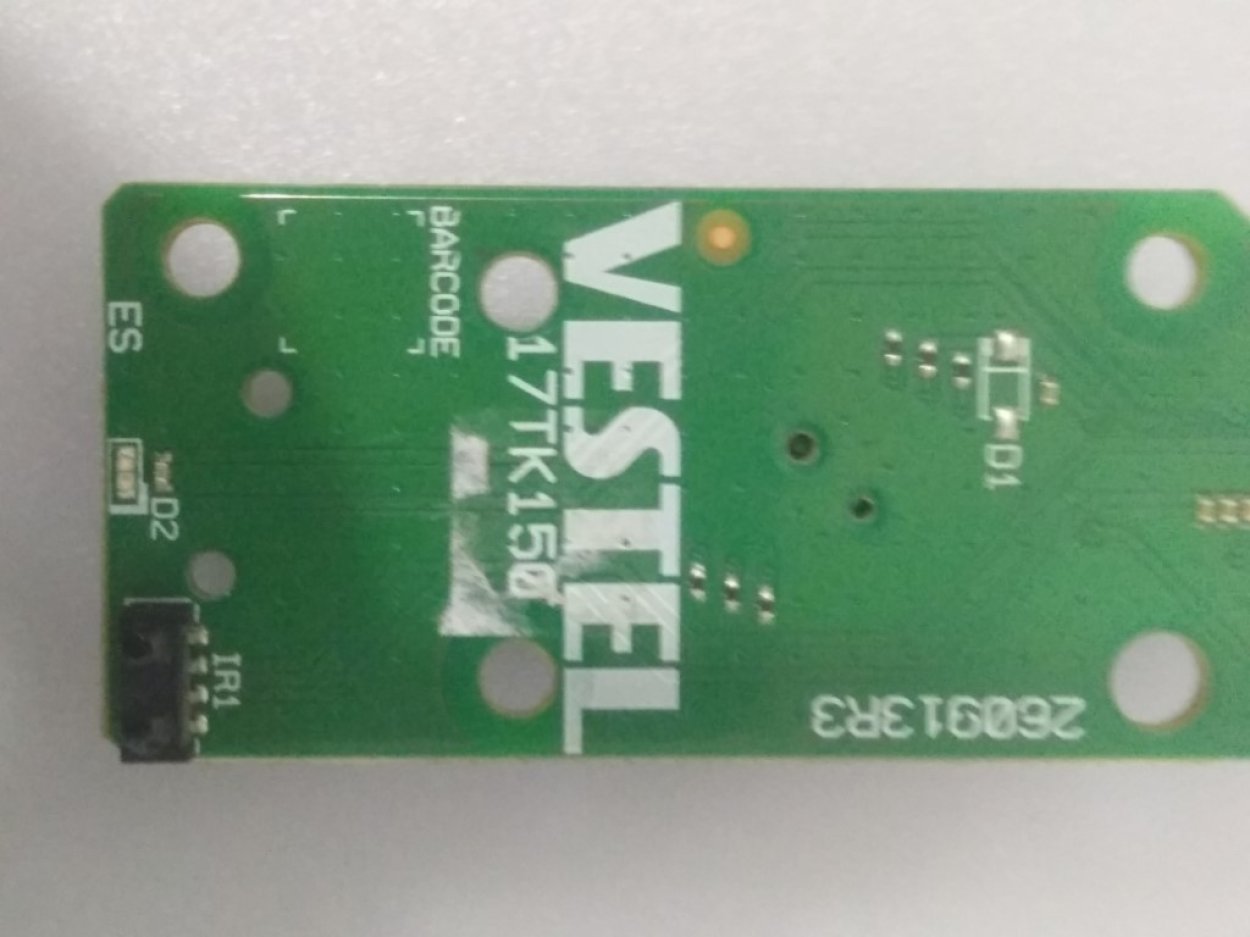 VESTEL
17TK150
BARCODE
ES
D2
IR1
D1
260913R3